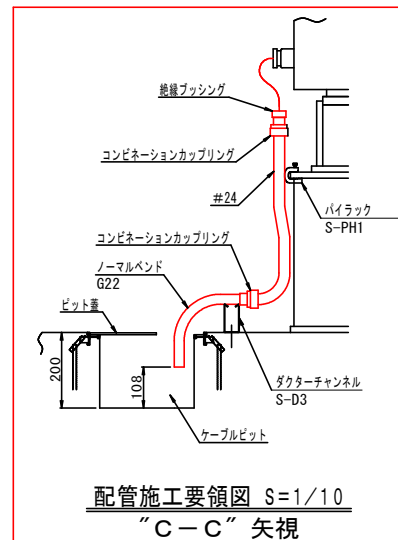 絶縁ブッシング
コンビネーションカップリング
#24
パイラック
S-PH1
コンビネーションカップリング
ノーマルベンド
G22
ピット蓋
200
108
ダクターチャンネル
S-D3
ケーブルピット
配管施工要領図 S=1/10
"C-C" 矢視